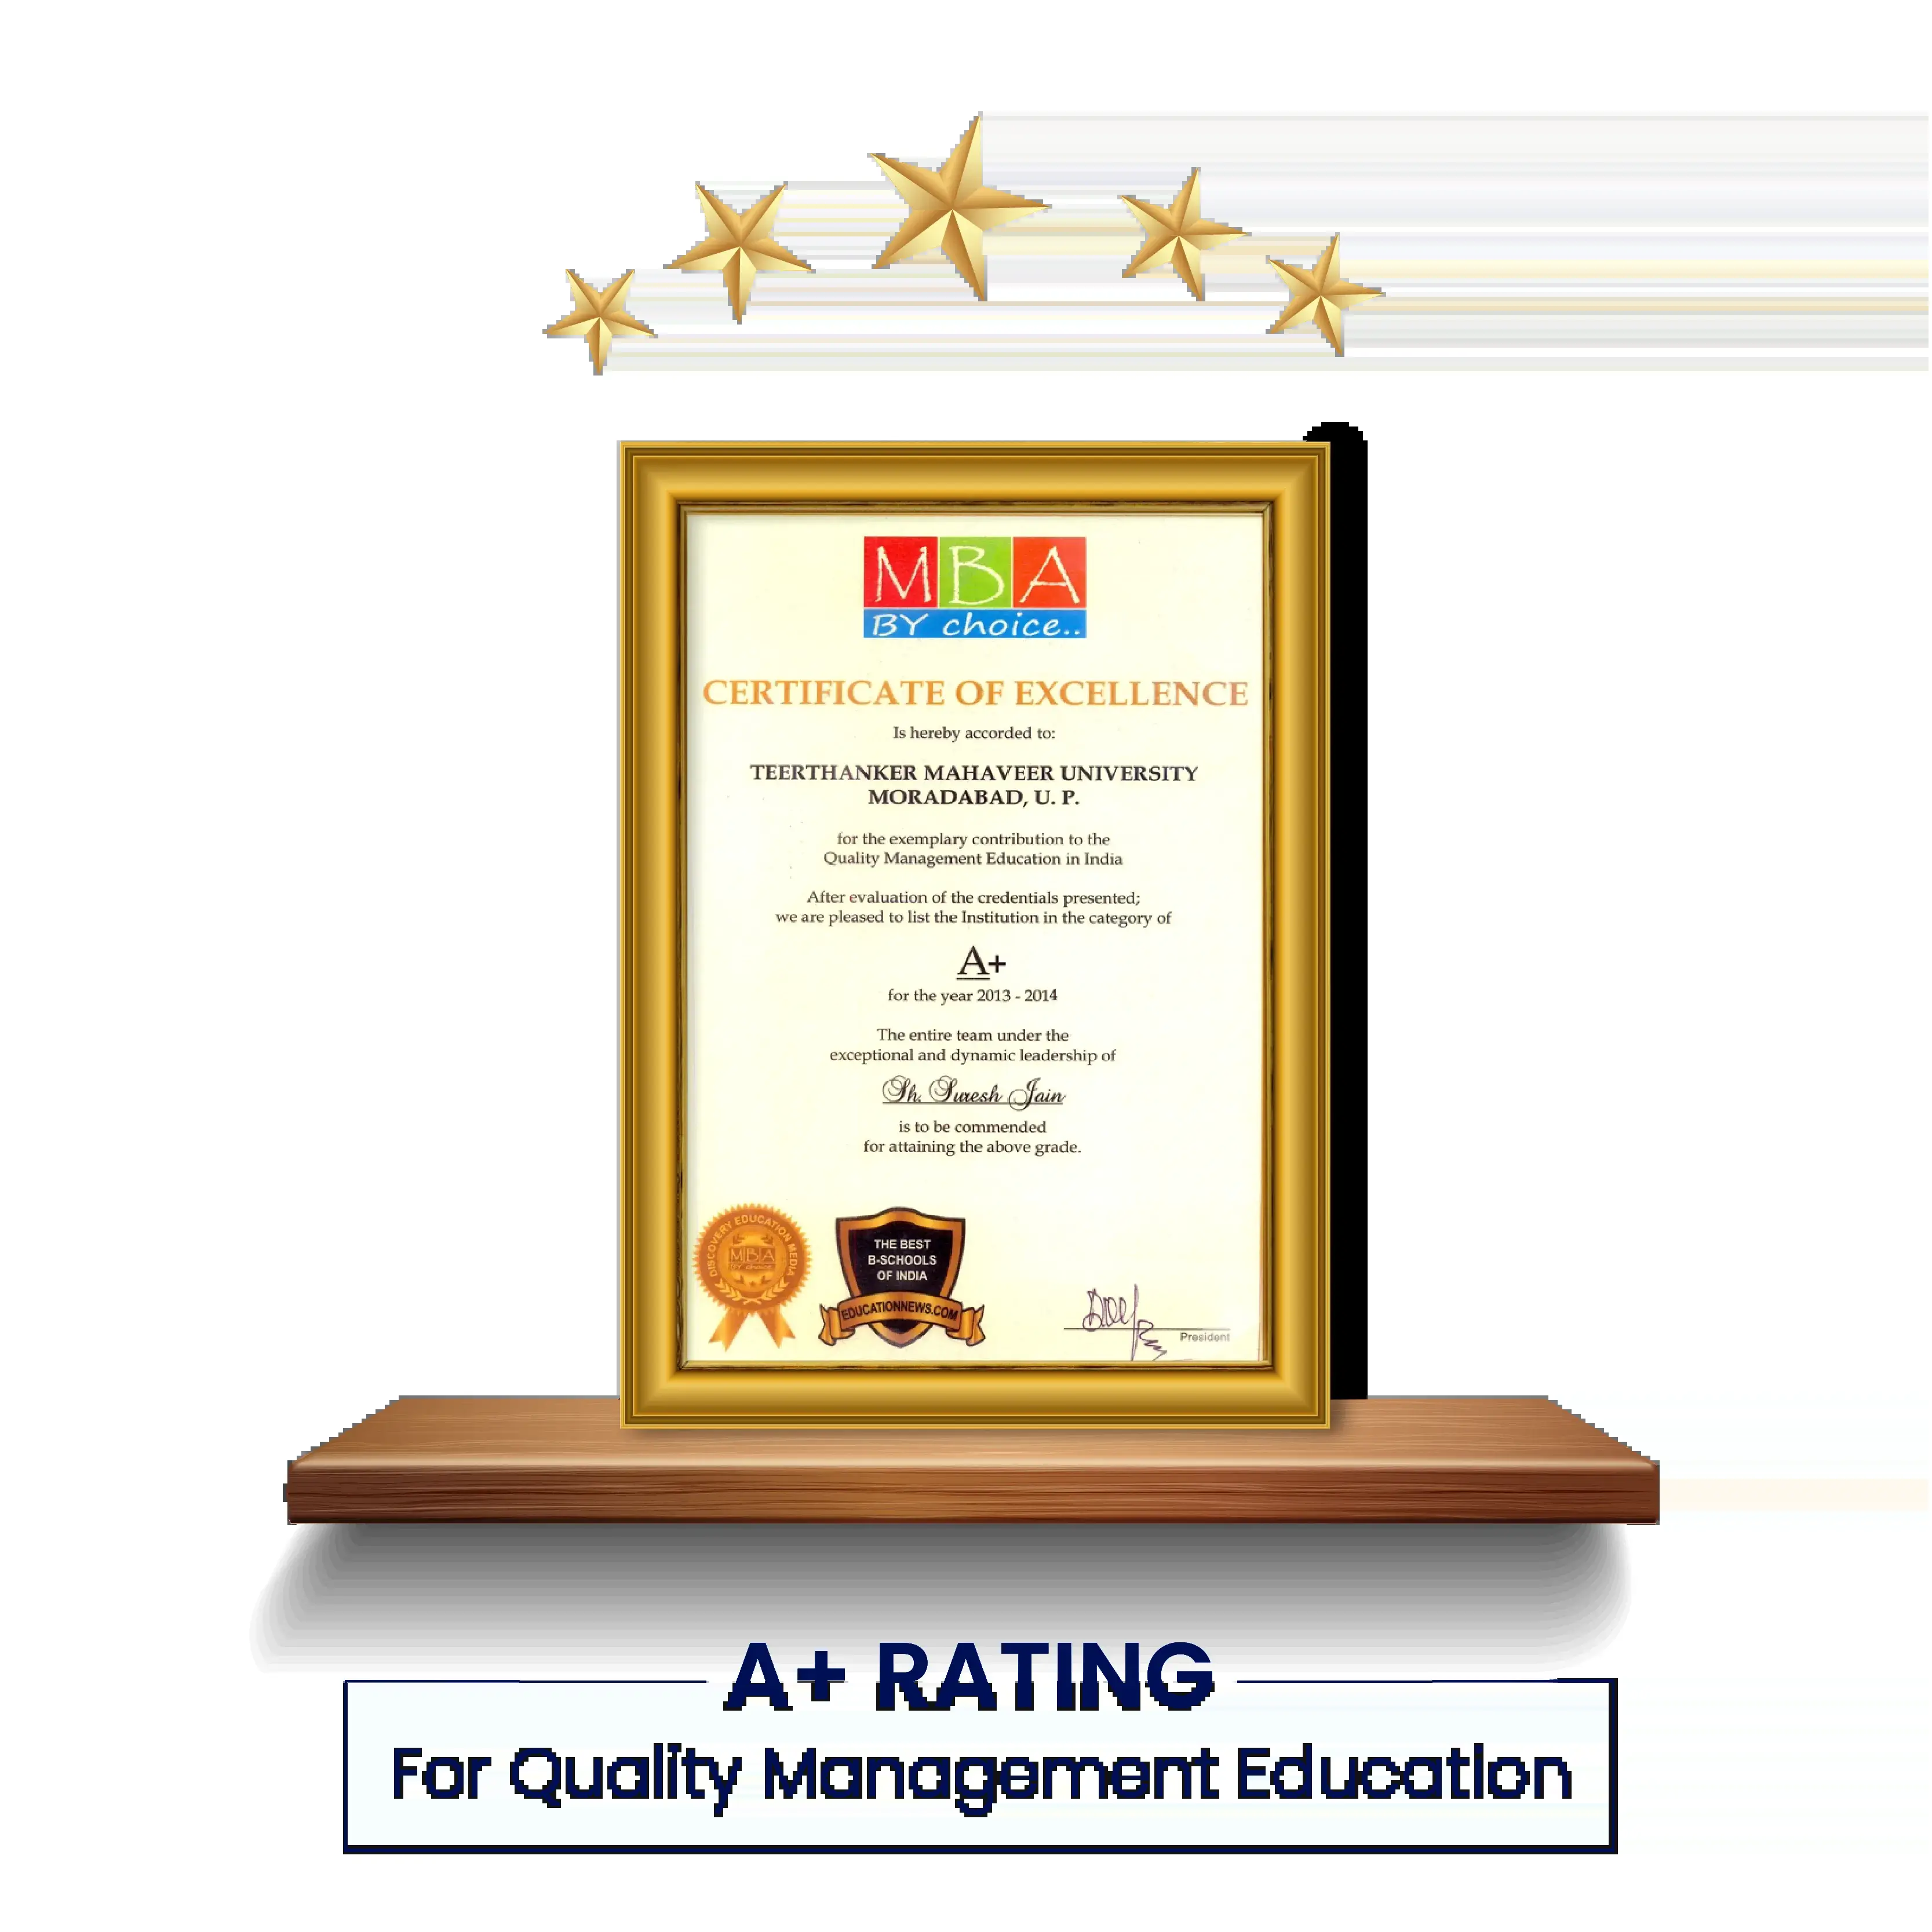 MBA
BY choice..
CERTIFICATE OF EXCELLENCE
Is hereby accorded to:
TEERTHANKER MAHAVEER UNIVERSITY
MORADABAD, U. P.
for the exemplary contribution to the
Quality Management Education in India
After evaluation of the credentials presented;
we are pleased to list the Institution in the category of
A+
for the year 2013 - 2014
The entire team under the
exceptional and dynamic leadership of
Sh. Suresh Jain
is to be commended
for attaining the above grade.
DISCOVERY EDUCATION MEDIA
MBA
BY choice..
THE BEST
B-SCHOOLS
OF INDIA
EDUCATIONNEWS.COM
President
A+ RATING
For Quality Management Education